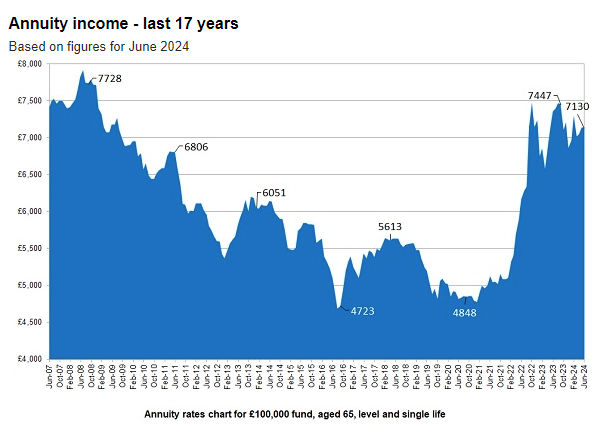 Annuity income - last 17 years
Based on figures for June 2024
£8,000
£7,500
£7,000
£6,500
£6,000
£5,500
£5,000
£4,500
£4,000
7728
6806
6051
4723
5613
4848
7447
7130
Jun-07
Oct-07
Feb-08
Jun-08
Oct-08
Feb-09
Jun-09
Oct-09
Feb-10
Jun-10
Oct-10
Feb-11
Jun-11
Oct-11
Feb-12
Jun-12
Oct-12
Feb-13
Jun-13
Oct-13
Feb-14
Jun-14
Oct-14
Feb-15
Jun-15
Oct-15
Feb-16
Jun-16
Oct-16
Feb-17
Jun-17
Oct-17
Feb-18
Jun-18
Oct-18
Feb-19
Jun-19
Oct-19
Feb-20
Jun-20
Oct-20
Feb-21
Jun-21
Oct-21
Feb-22
Jun-22
Oct-22
Feb-23
Jun-23
Oct-23
Feb-24
Jun-24
Annuity rates chart for £100,000 fund, aged 65, level and single life